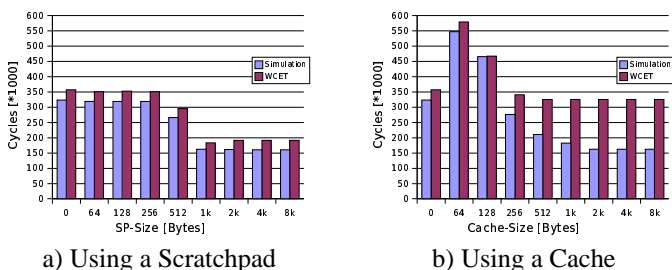 600
550
500
450
400
350
300
250
200
150
100
50
0
Cycles [*1000]
Simulation
WCET
0 64 128 256 512 1k 2k 4k 8k
SP-Size [Bytes]
a) Using a Scratchpad
600
550
500
450
400
350
300
250
200
150
100
50
0
Cycles [*1000]
Simulation
WCET
0 64 128 256 512 1k 2k 4k 8k
Cache-Size [Bytes]
b) Using a Cache